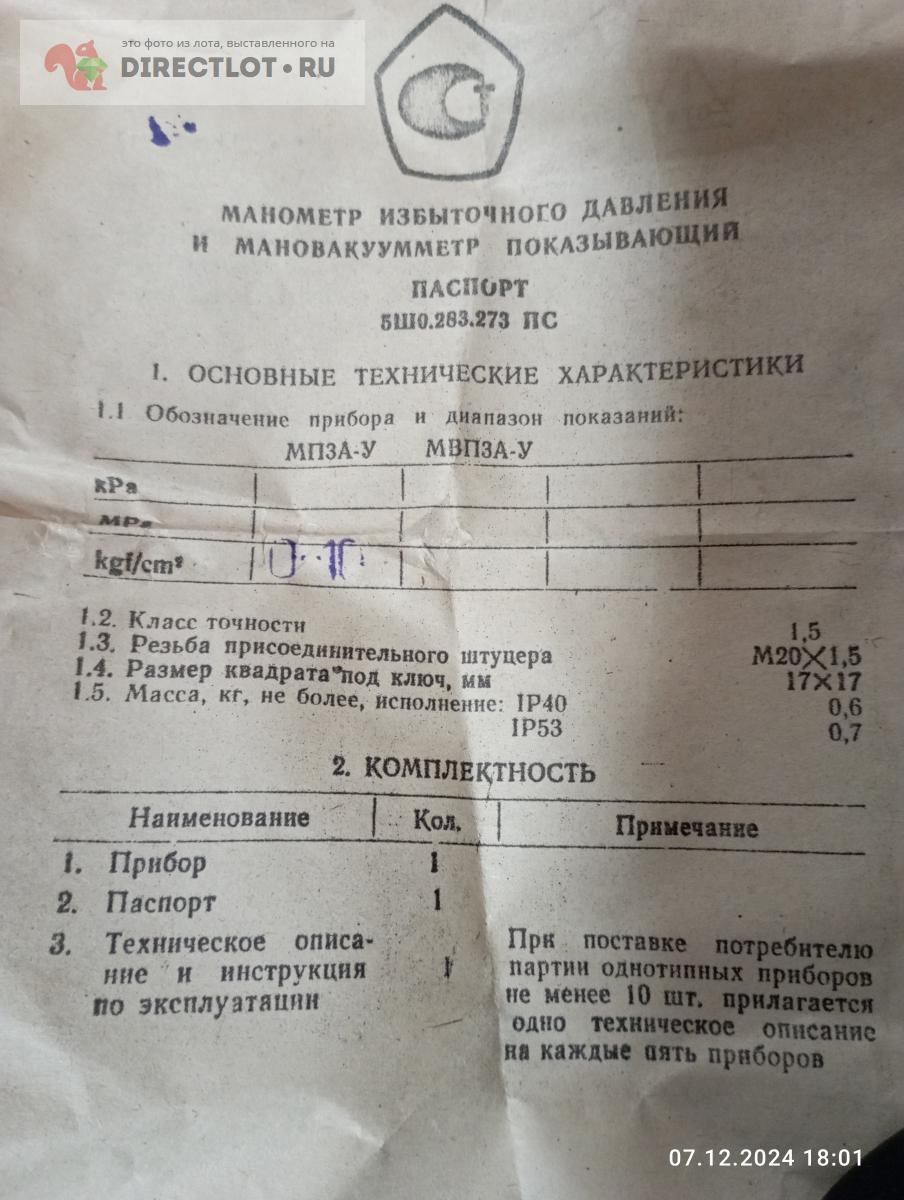 это фото из лота, выставленного на
DIRECTLOT.RU
МАНОМЕТР ИЗБЫТОЧНОГО ДАВЛЕНИЯ
И МАНОВАКУУММЕТР ПОКАЗЫВАЮЩИЙ
ПАСПОРТ
5Ш0.283.273 ПС
1. ОСНОВНЫЕ ТЕХНИЧЕСКИЕ ХАРАКТЕРИСТИКИ
1.1 Обозначение прибора и диапазон показаний:
МП3А-У МВП3А-У
kPa
MPa
kgf/cm² 0-10
1.2. Класс точности 1,5
1.3. Резьба присоединительного штуцера М20×1,5
1.4. Размер квадрата под ключ, мм 17×17
1.5. Масса, кг, не более, исполнение: IP40 0,6
IP53 0,7
2. КОМПЛЕКТНОСТЬ
Наименование Кол. Примечание
1. Прибор 1
2. Паспорт 1
3. Техническое описа- При поставке потребителю
ние и инструкция 1 партии однотипных приборов
по эксплуатации не менее 10 шт. прилагается
одно техническое описание
на каждые пять приборов
07.12.2024 18:01